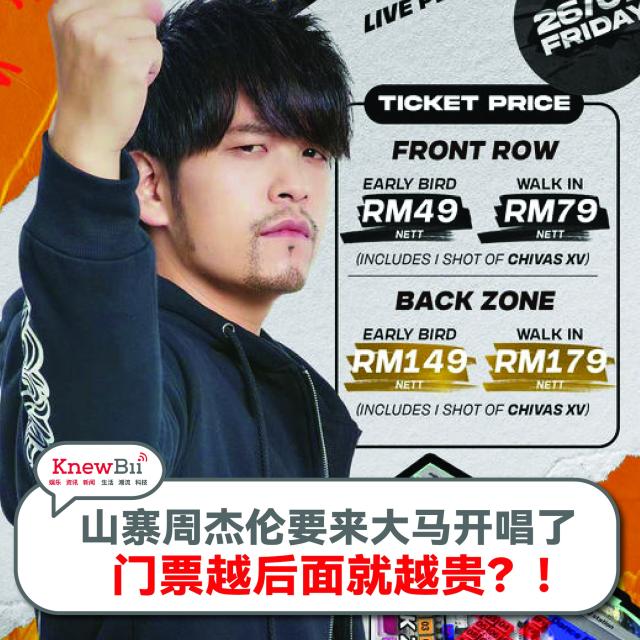 LIVE PE
26/0
FRIDAY
TICKET PRICE
FRONT ROW
EARLY BIRD WALK IN
RM49 RM79
NETT NETT
(INCLUDES 1 SHOT OF CHIVAS XV)
BACK ZONE
EARLY BIRD WALK IN
RM149 RM179
NETT NETT
(INCLUDES 1 SHOT OF CHIVAS XV)
KnewBii
娱乐 资讯 新闻 生活 潮流 科技
山寨周杰伦要来大马开唱了
门票越后面就越贵？！